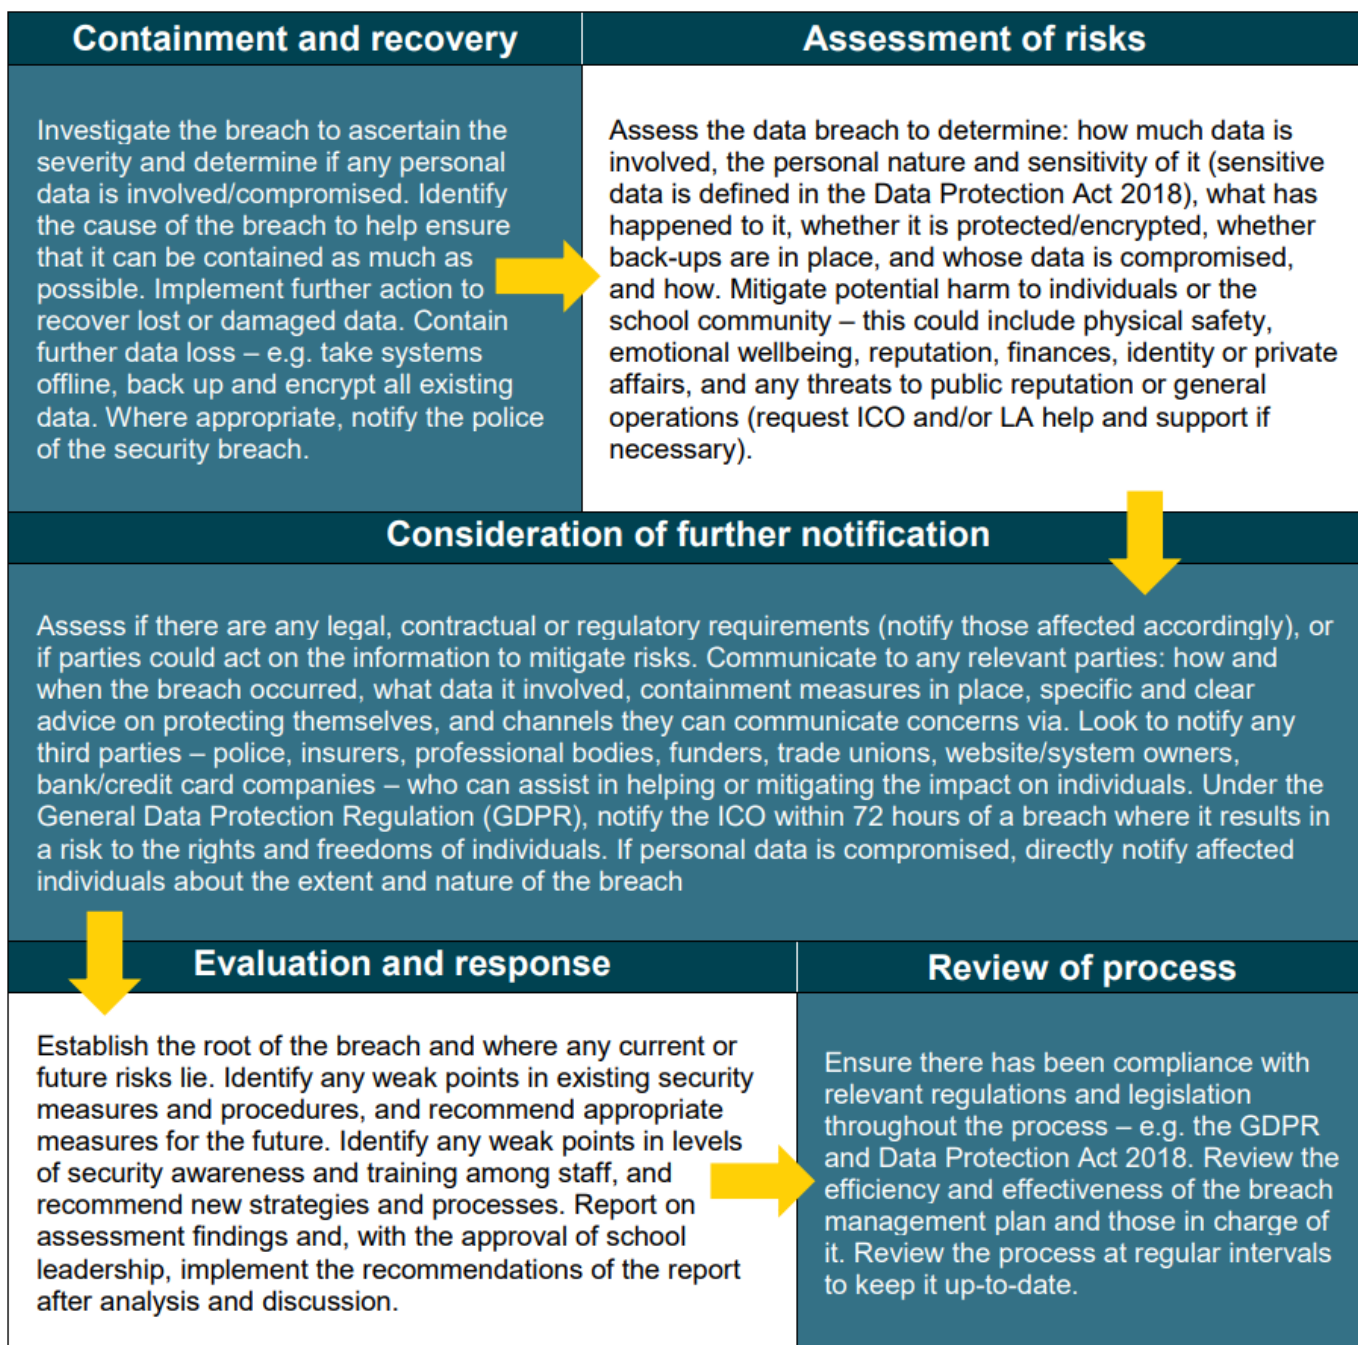 Containment and recovery
Investigate the breach to ascertain the
severity and determine if any personal
data is involved/compromised. Identify
the cause of the breach to help ensure
that it can be contained as much as
possible. Implement further action to
recover lost or damaged data. Contain
further data loss – e.g. take systems
offline, back up and encrypt all existing
data. Where appropriate, notify the police
of the security breach.
Assessment of risks
Assess the data breach to determine: how much data is
involved, the personal nature and sensitivity of it (sensitive
data is defined in the Data Protection Act 2018), what has
happened to it, whether it is protected/encrypted, whether
back-ups are in place, and whose data is compromised,
and how. Mitigate potential harm to individuals or the
school community – this could include physical safety,
emotional wellbeing, reputation, finances, identity or private
affairs, and any threats to public reputation or general
operations (request ICO and/or LA help and support if
necessary).
Consideration of further notification
Assess if there are any legal, contractual or regulatory requirements (notify those affected accordingly), or
if parties could act on the information to mitigate risks. Communicate to any relevant parties: how and
when the breach occurred, what data it involved, containment measures in place, specific and clear
advice on protecting themselves, and channels they can communicate concerns via. Look to notify any
third parties – police, insurers, professional bodies, funders, trade unions, website/system owners,
bank/credit card companies – who can assist in helping or mitigating the impact on individuals. Under the
General Data Protection Regulation (GDPR), notify the ICO within 72 hours of a breach where it results in
a risk to the rights and freedoms of individuals. If personal data is compromised, directly notify affected
individuals about the extent and nature of the breach
Evaluation and response
Establish the root of the breach and where any current or
future risks lie. Identify any weak points in existing security
measures and procedures, and recommend appropriate
measures for the future. Identify any weak points in levels
of security awareness and training among staff, and
recommend new strategies and processes. Report on
assessment findings and, with the approval of school
leadership, implement the recommendations of the report
after analysis and discussion.
Review of process
Ensure there has been compliance with
relevant regulations and legislation
throughout the process – e.g. the GDPR
and Data Protection Act 2018. Review the
efficiency and effectiveness of the breach
management plan and those in charge of
it. Review the process at regular intervals
to keep it up-to-date.